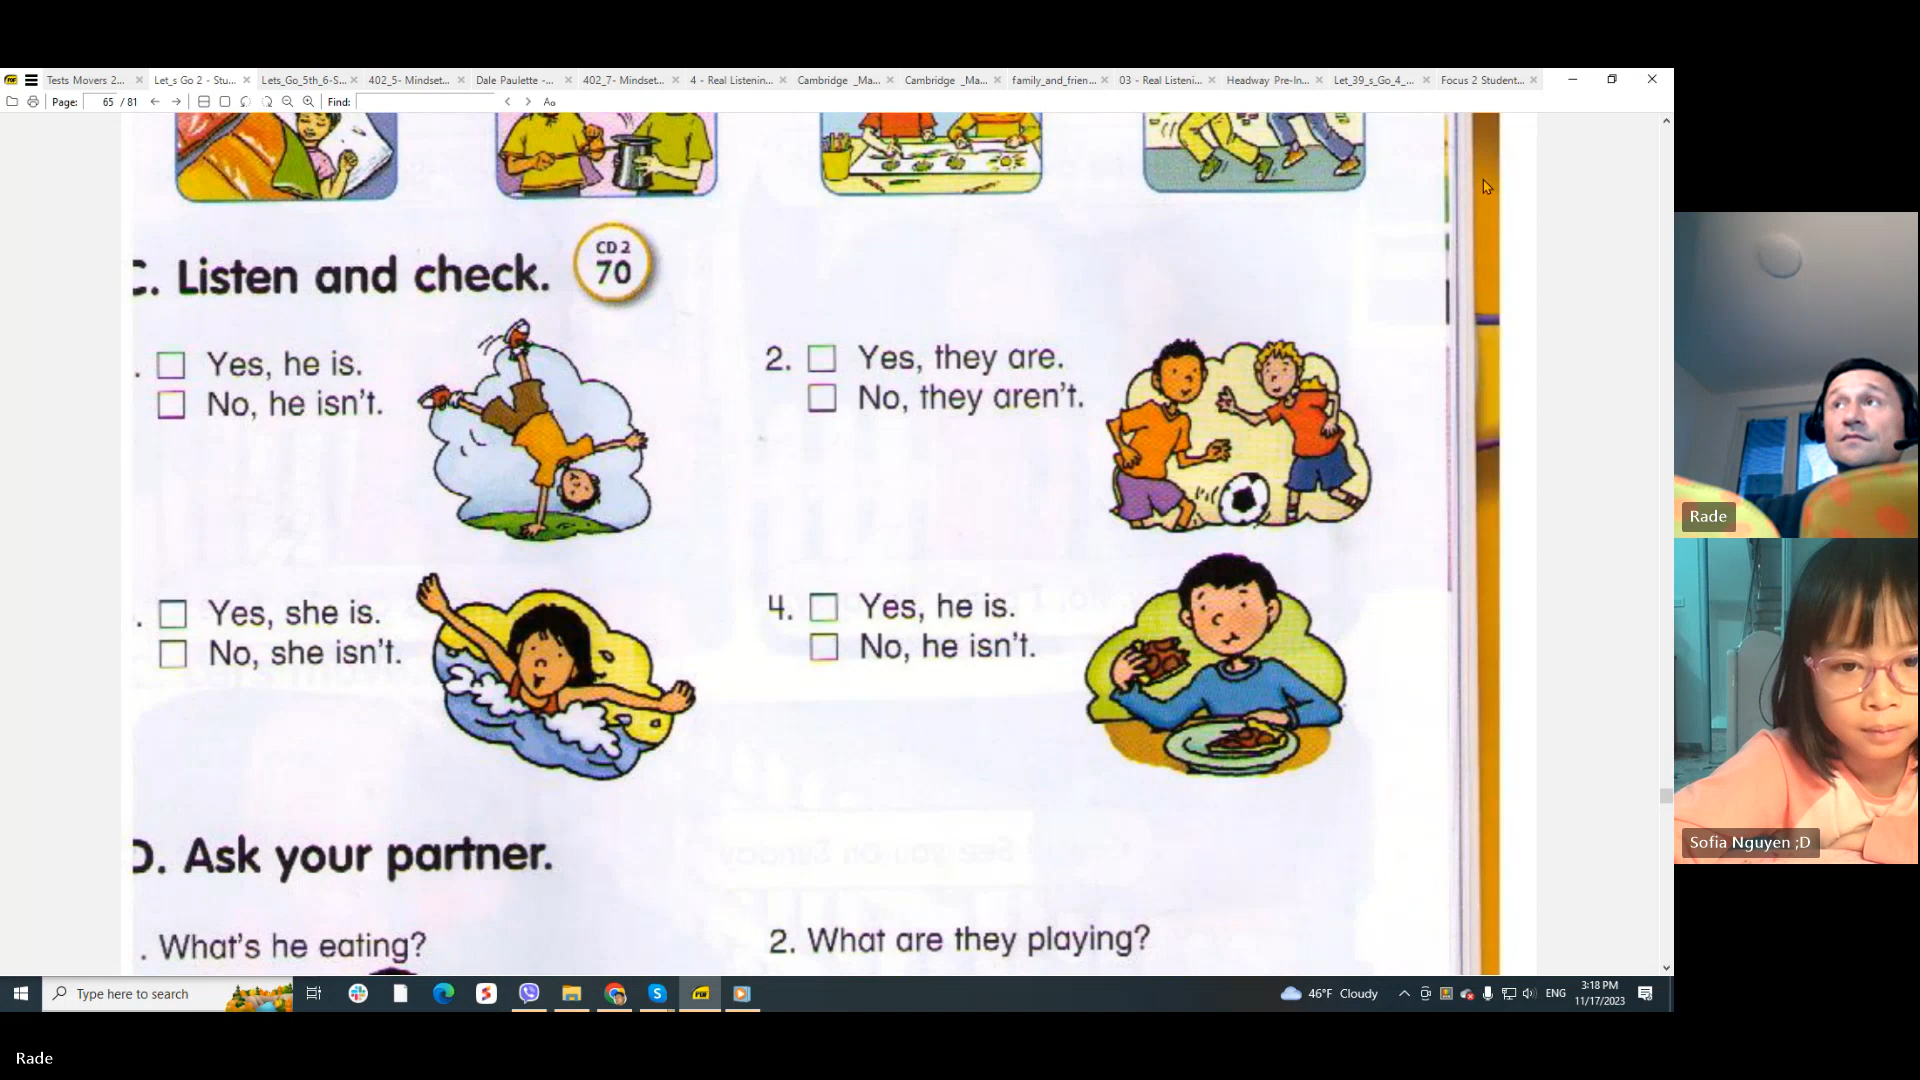 Tests Movers 2...
Let_s Go 2 - Stu...
Lets_Go_5th_6-S...
402_5- Mindset...
Dale Paulette -...
402_7- Mindset...
4 - Real Listenin...
Cambridge _Ma...
Cambridge _Ma...
family_and_frien...
03 - Real Listeni...
Headway Pre-In...
Let_39_s_Go_4_...
Focus 2 Student...
Page: 65 / 81
Find:
Aa
C. Listen and check.
CD 2
70
. Yes, he is.
No, he isn't.
2. Yes, they are.
No, they aren't.
. Yes, she is.
No, she isn't.
4. Yes, he is.
No, he isn't.
D. Ask your partner.
. What's he eating?
2. What are they playing?
Rade
Sofia Nguyen ;D
Type here to search
46°F Cloudy
ENG
3:18 PM
11/17/2023
Rade